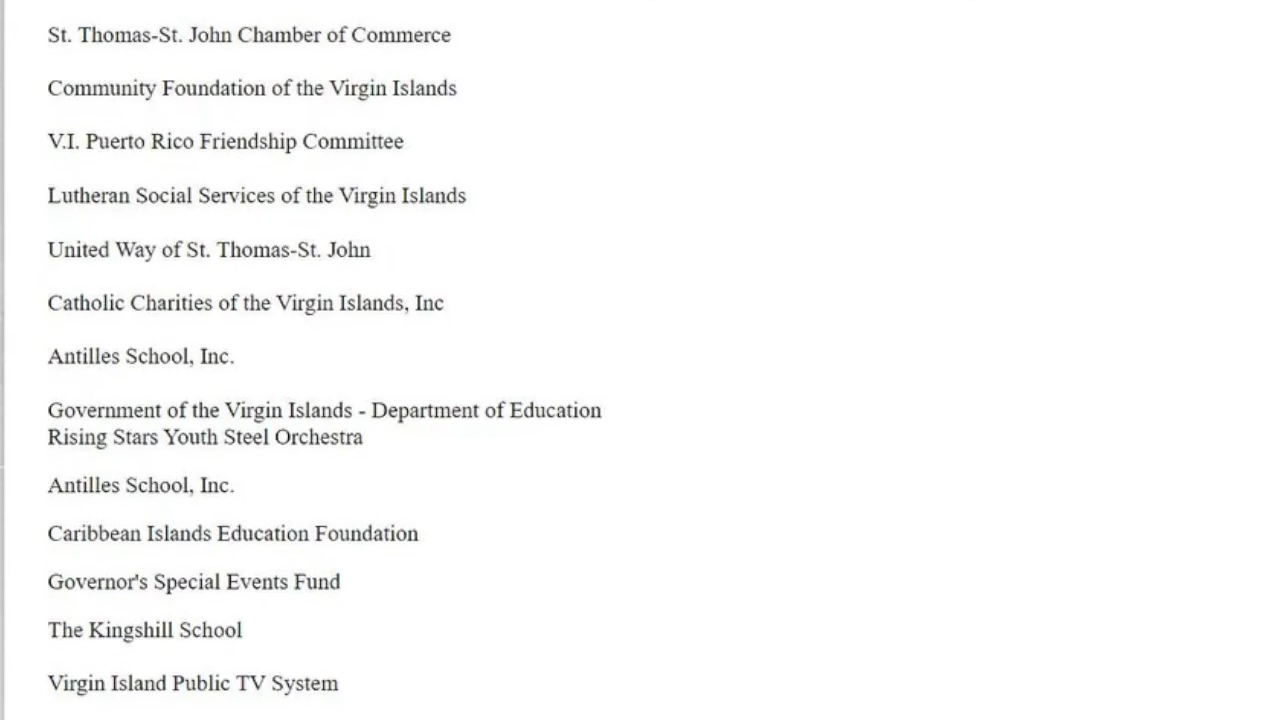 St. Thomas-St. John Chamber of Commerce
Community Foundation of the Virgin Islands
V.I. Puerto Rico Friendship Committee
Lutheran Social Services of the Virgin Islands
United Way of St. Thomas-St. John
Catholic Charities of the Virgin Islands, Inc
Antilles School, Inc.
Government of the Virgin Islands - Department of Education
Rising Stars Youth Steel Orchestra
Antilles School, Inc.
Caribbean Islands Education Foundation
Governor's Special Events Fund
The Kingshill School
Virgin Island Public TV System